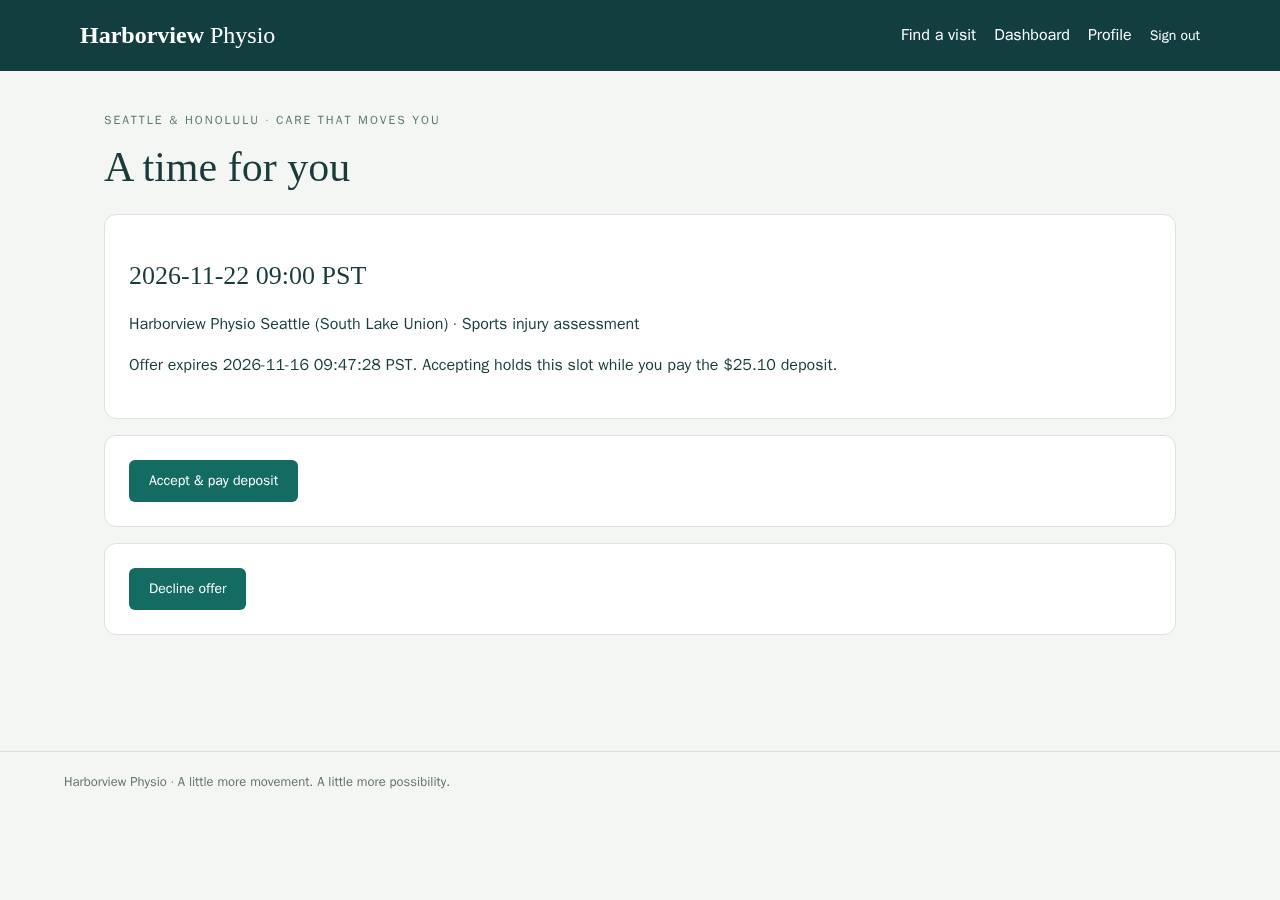 Harborview Physio
Find a visit Dashboard Profile Sign out
SEATTLE & HONOLULU · CARE THAT MOVES YOU
A time for you
2026-11-22 09:00 PST
Harborview Physio Seattle (South Lake Union) · Sports injury assessment
Offer expires 2026-11-16 09:47:28 PST. Accepting holds this slot while you pay the $25.10 deposit.
Accept & pay deposit
Decline offer
Harborview Physio · A little more movement. A little more possibility.